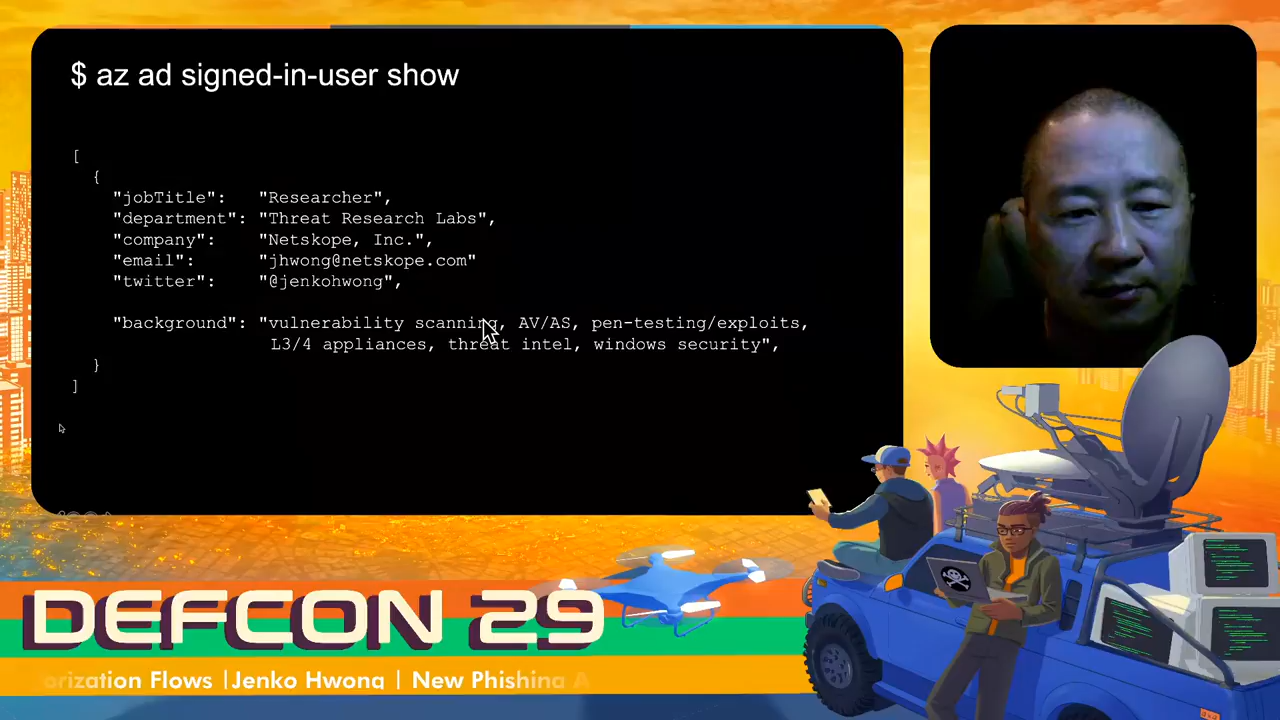 $ az ad signed-in-user show
[
{
"jobTitle": "Researcher",
"department": "Threat Research Labs",
"company": "Netskope, Inc.",
"email": "jhwong@netskope.com"
"twitter": "@jenkohwong",
"background": "vulnerability scanning, AV/AS, pen-testing/exploits,
L3/4 appliances, threat intel, windows security",
}
]
DEFCON 29
orization Flows |Jenko Hwong | New Phishing A